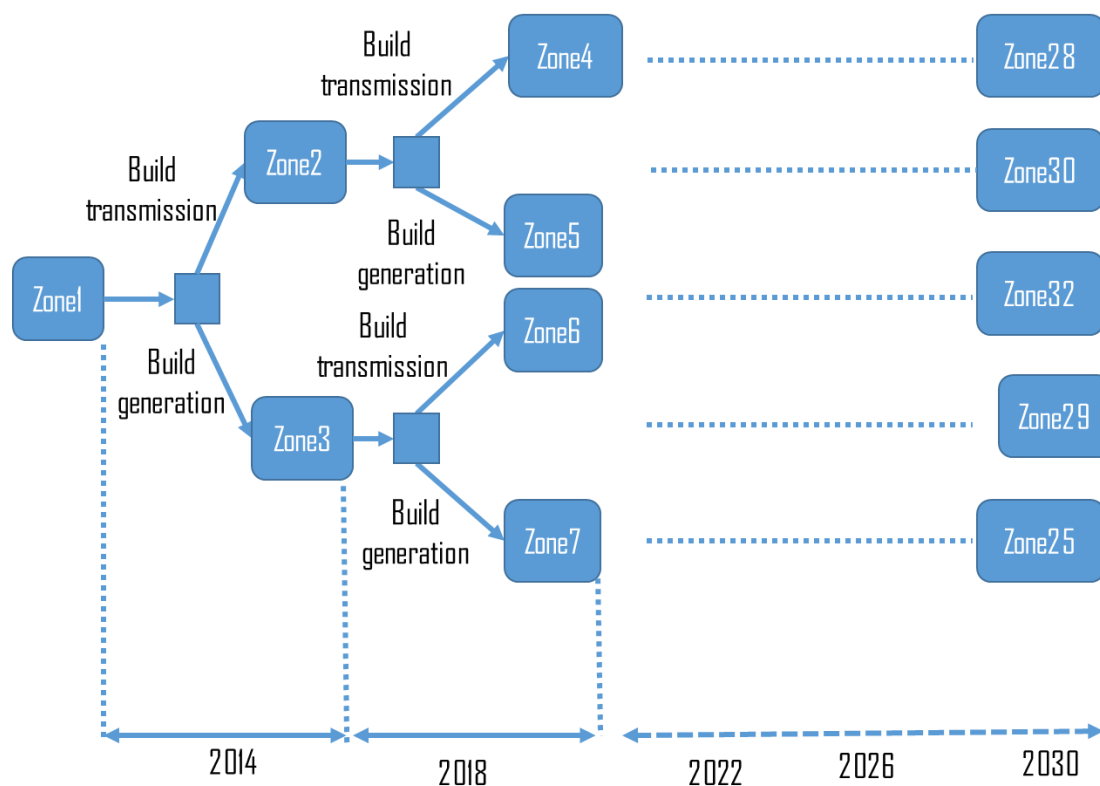 Build
transmission
Zone4
Zone28
Build
transmission
Zone2
Zone30
Build
generation
Zone5
Zone1
Zone32
Build
transmission
Zone6
Build
generation
Zone3
Zone29
Build
generation
Zone7
Zone25
2014
2018
2022
2026
2030